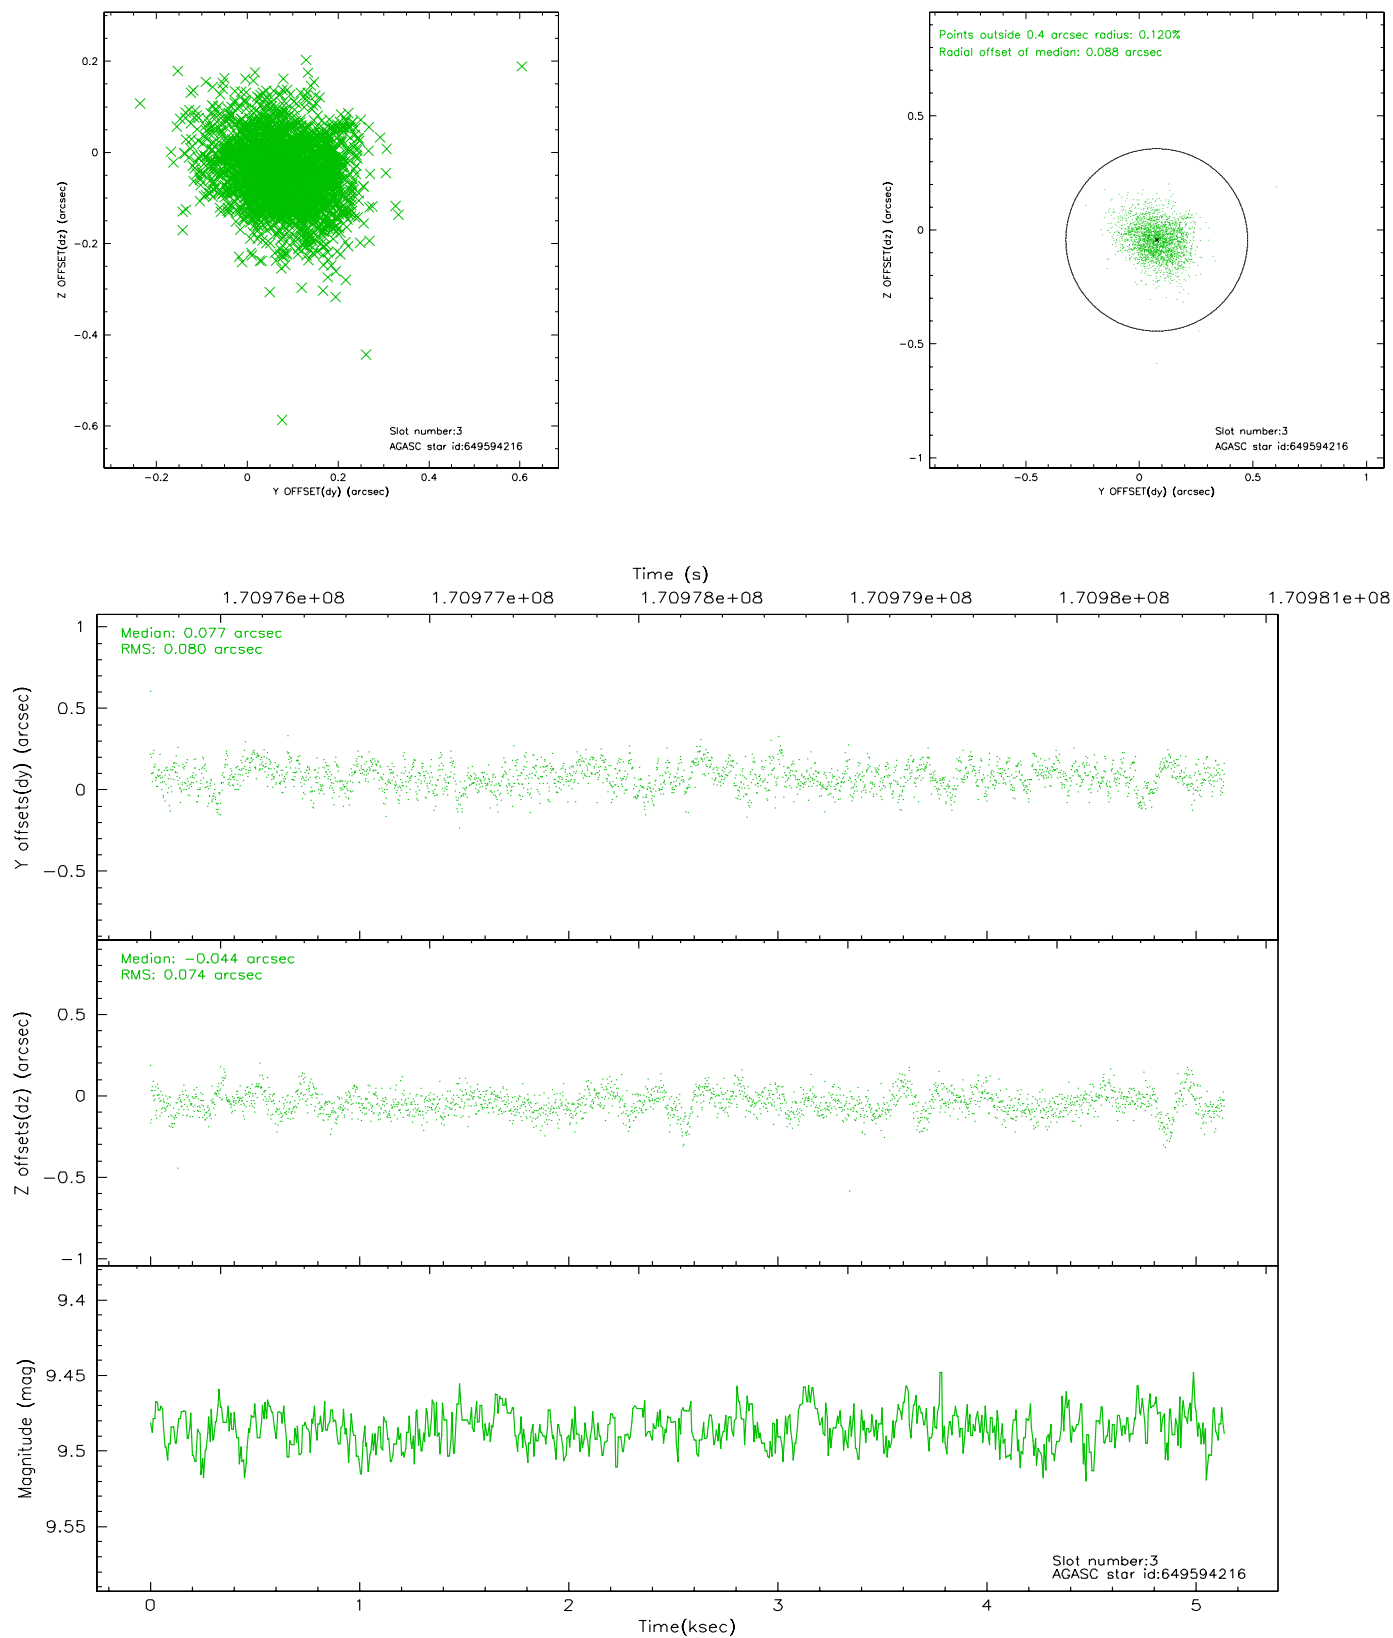 0.2
0
−0.2
−0.4
−0.6
Z OFFSET(dz) (arcsec)
−0.2
0
0.2
0.4
0.6
Y OFFSET(dy) (arcsec)
Slot number:3
AGASC star id:649594216
Points outside 0.4 arcsec radius: 0.120%
Radial offset of median: 0.088 arcsec
0.5
0
−0.5
−1
Z OFFSET(dz) (arcsec)
−0.5
0
0.5
1
Y OFFSET(dy) (arcsec)
Slot number:3
AGASC star id:649594216
Time (s)
1.70976e+08
1.70977e+08
1.70978e+08
1.70979e+08
1.7098e+08
1.70981e+08
Median: 0.077 arcsec
RMS: 0.080 arcsec
1
0.5
0
−0.5
Y offsets(dy) (arcsec)
Median: −0.044 arcsec
RMS: 0.074 arcsec
0.5
0
−0.5
−1
Z offsets(dz) (arcsec)
9.4
9.45
9.5
9.55
Magnitude (mag)
Slot number:3
AGASC star id:649594216
0
1
2
3
4
5
Time(ksec)